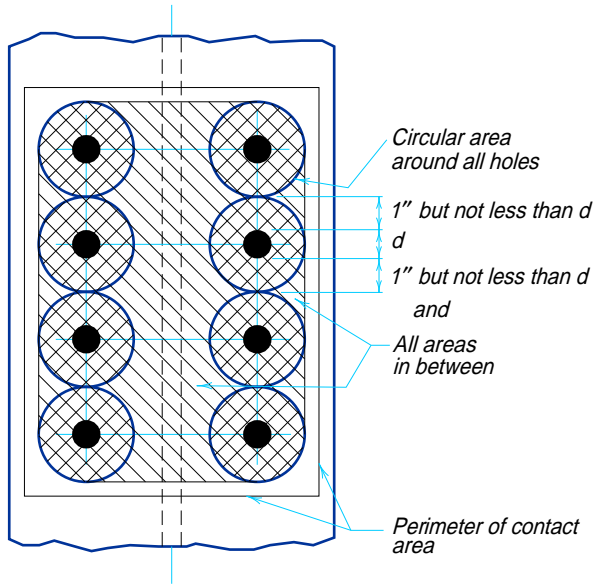 Circular area
around all holes
1″ but not less than d
d
1″ but not less than d
and
All areas
in between
Perimeter of contact
area